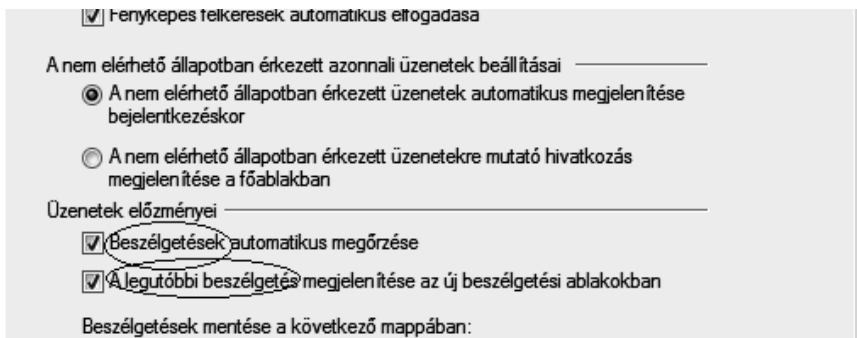 Fényképes felkérések automatikus elfogadása
A nem elérhető állapotban érkezett azonnali üzenetek beállításai
A nem elérhető állapotban érkezett üzenetek automatikus megjelenítése
bejelentkezéskor
A nem elérhető állapotban érkezett üzenetekre mutató hivatkozás
megjelenítése a főablakban
Üzenetek előzményei
Beszélgetések automatikus megőrzése
A legutóbbi beszélgetés megjelenítése az új beszélgetési ablakokban
Beszélgetések mentése a következő mappában: